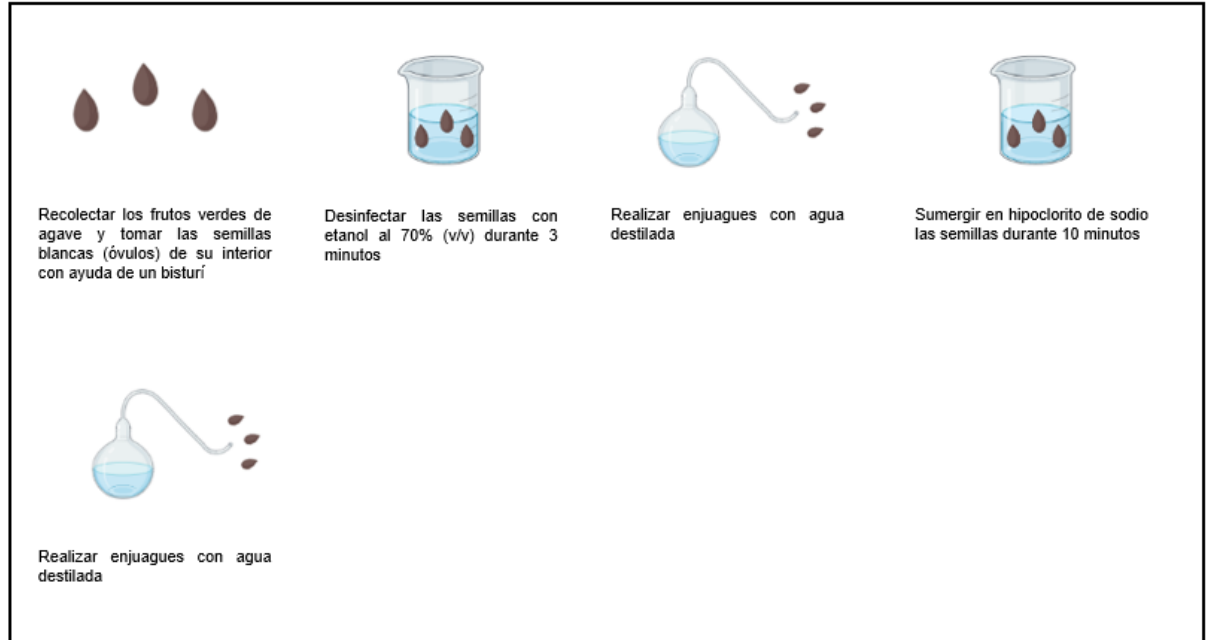 Recolectar los frutos verdes de
agave y tomar las semillas
blancas (óvulos) de su interior
con ayuda de un bisturí
Desinfectar las semillas con
etanol al 70% (v/v) durante 3
minutos
Realizar enjuagues con agua
destilada
Sumergir en hipoclorito de sodio
las semillas durante 10 minutos
Realizar enjuagues con agua
destilada